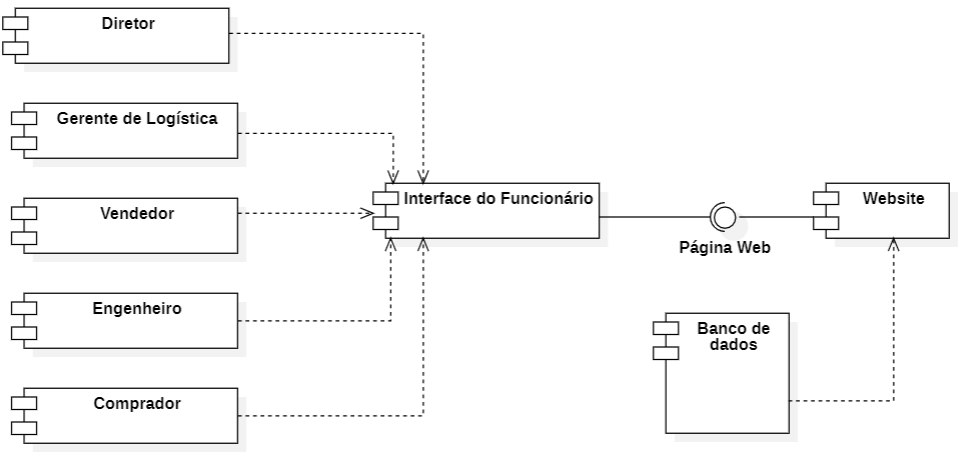 Diretor
Gerente de Logística
Vendedor
Engenheiro
Comprador
Interface do Funcionário
Página Web
Website
Banco de
dados